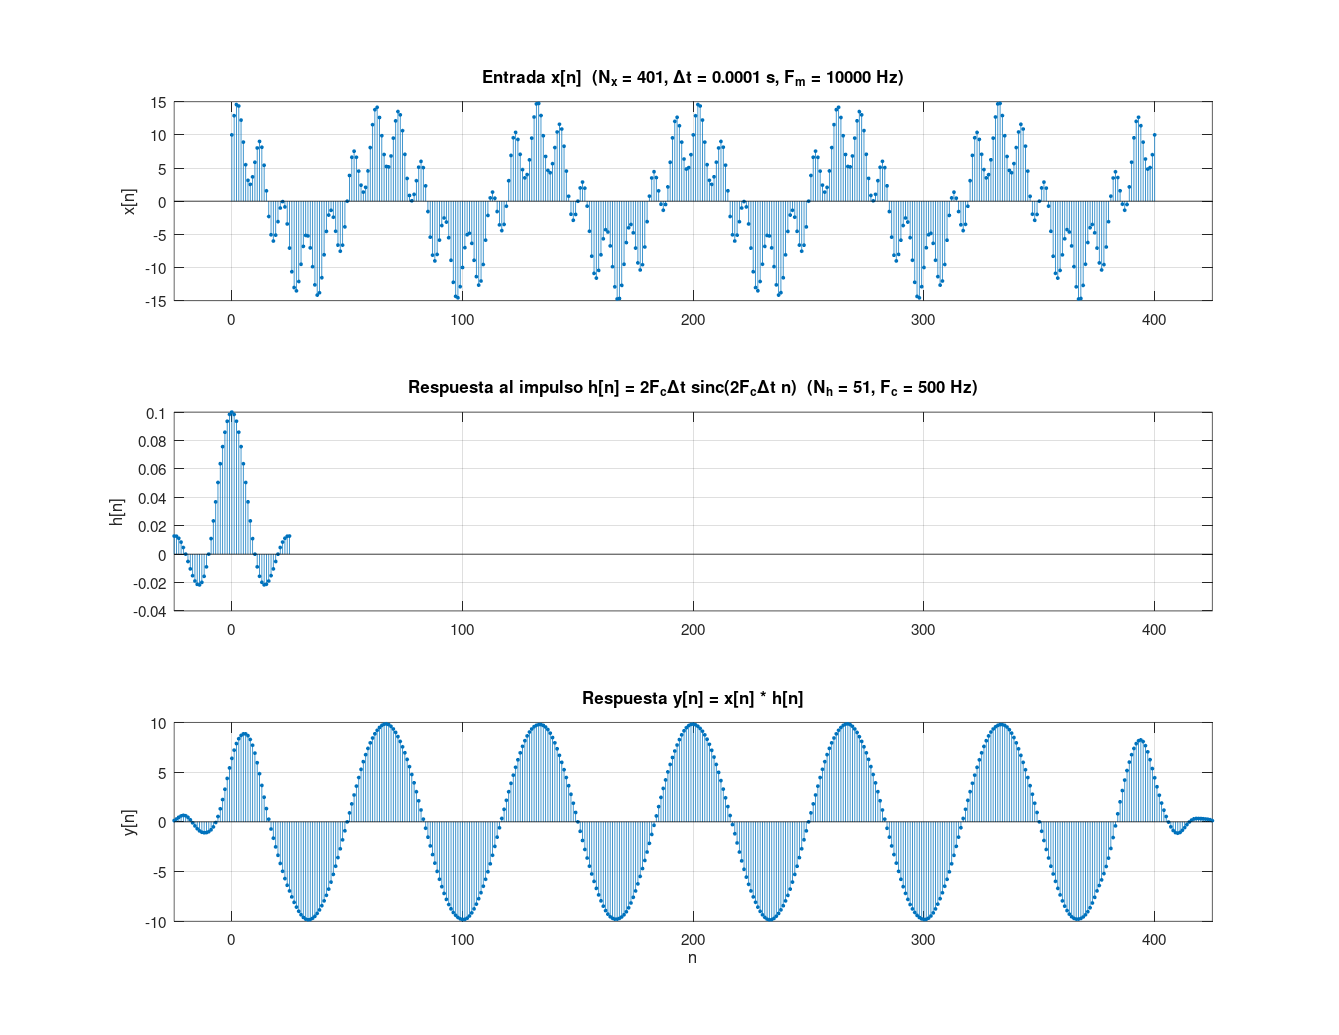 Entrada x[n]  (Nx = 401, Δt = 0.0001 s, Fm = 10000 Hz)
15
10
5
0
-5
-10
-15
x[n]
0 100 200 300 400
Respuesta al impulso h[n] = 2FcΔt sinc(2FcΔt n)  (Nh = 51, Fc = 500 Hz)
0.1
0.08
0.06
0.04
0.02
0
-0.02
-0.04
h[n]
0 100 200 300 400
Respuesta y[n] = x[n] * h[n]
10
5
0
-5
-10
y[n]
0 100 200 300 400
n